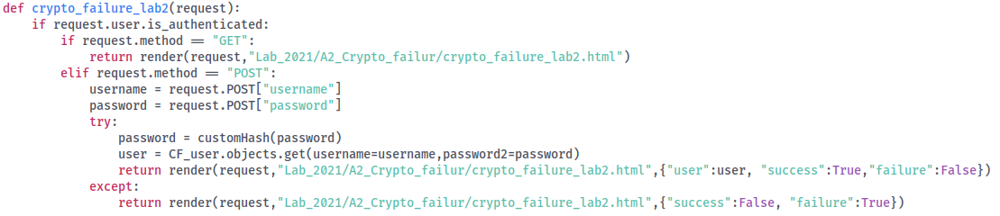 def crypto_failure_lab2(request):
    if request.user.is_authenticated:
        if request.method == "GET":
            return render(request,"Lab_2021/A2_Crypto_failur/crypto_failure_lab2.html")
        elif request.method == "POST":
            username = request.POST["username"]
            password = request.POST["password"]
            try:
                password = customHash(password)
                user = CF_user.objects.get(username=username,password2=password)
                return render(request,"Lab_2021/A2_Crypto_failur/crypto_failure_lab2.html",{"user":user, "success":True,"failure":False})
            except:
                return render(request,"Lab_2021/A2_Crypto_failur/crypto_failure_lab2.html",{"success":False, "failure":True})